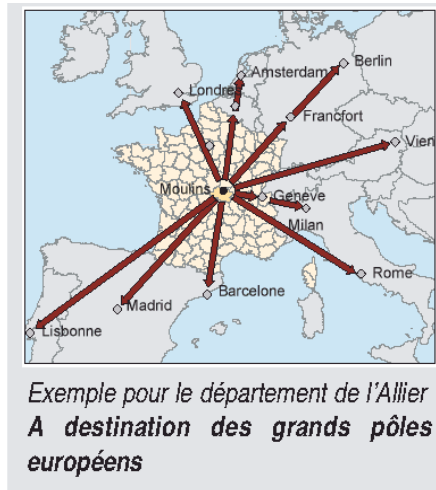 Berlin
Amsterdam
Londres
Francfort
Vien
Moulins
Genève
Milan
Rome
Barcelone
Madrid
Lisbonne
Exemple pour le département de l'Allier
A destination des grands pôles
européens